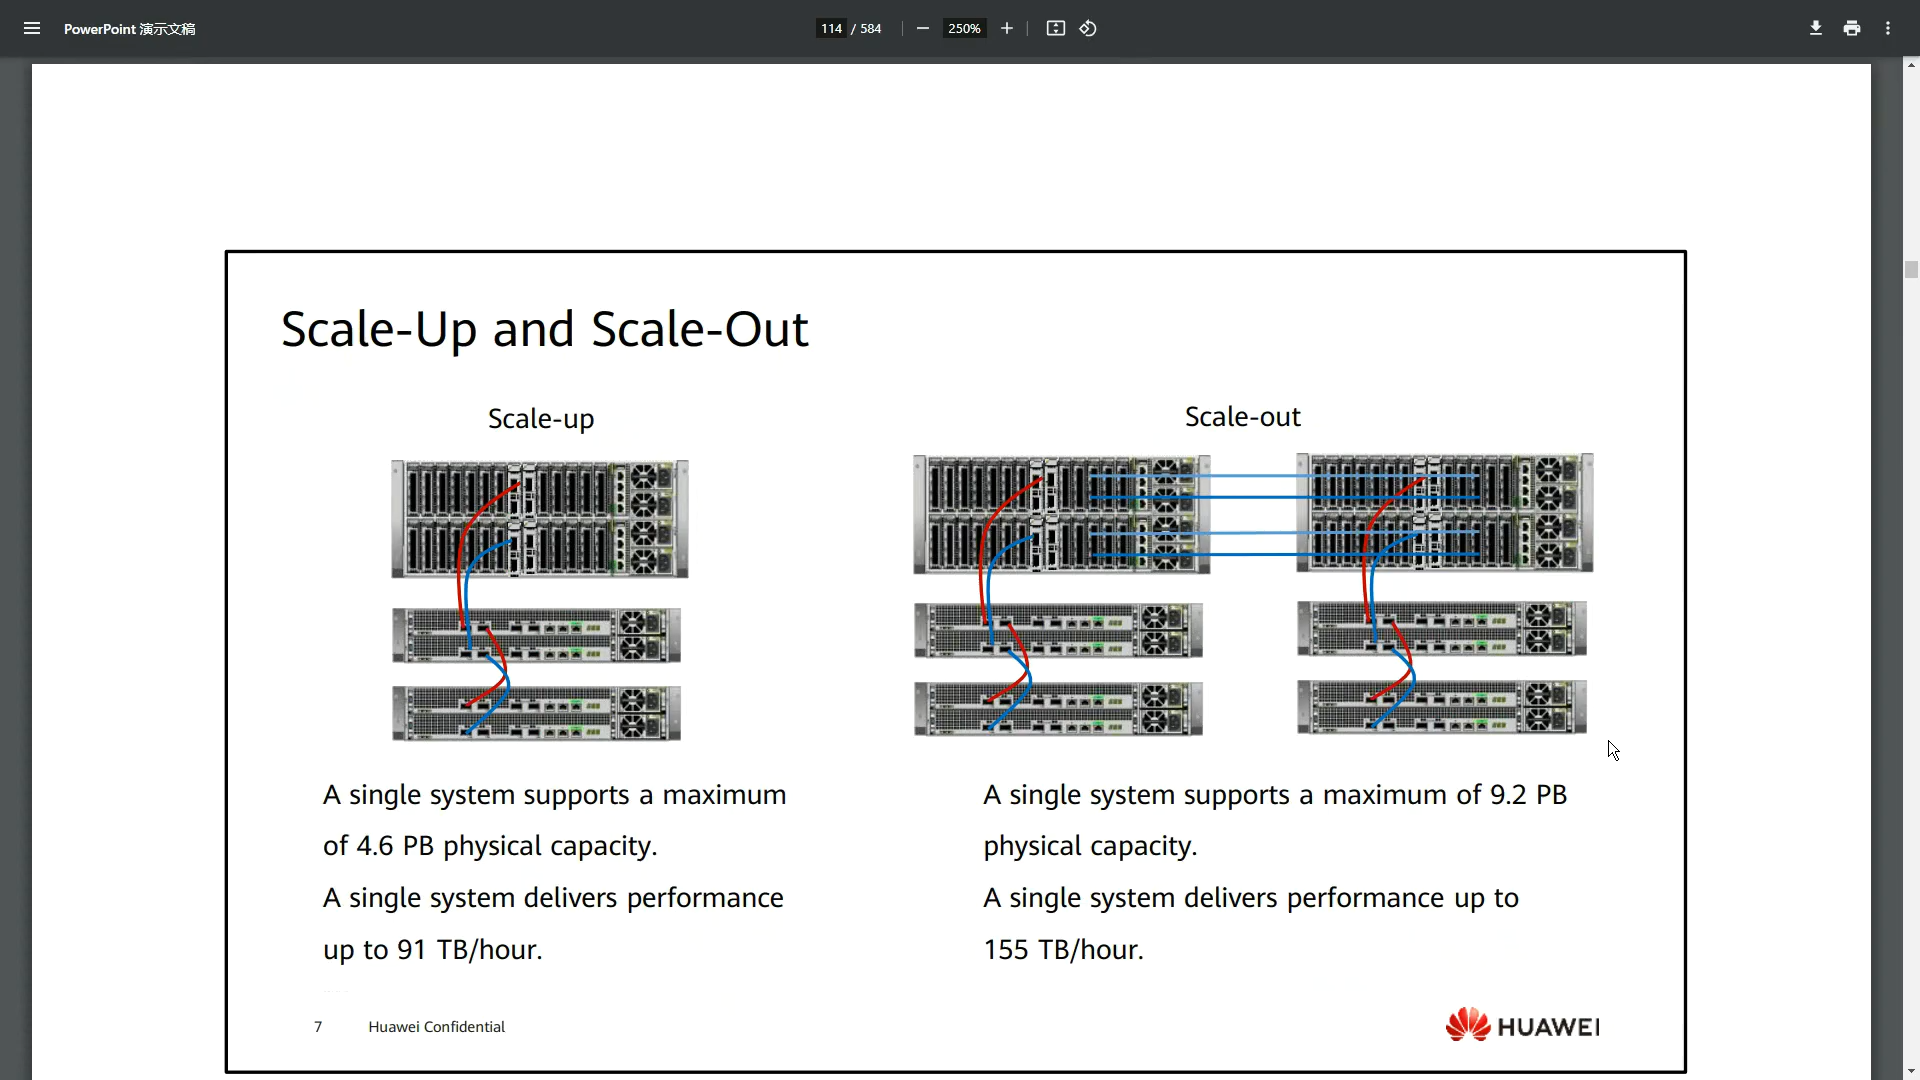 PowerPoint 演示文稿
114 / 584
250%
Scale-Up and Scale-Out
Scale-up
Scale-out
A single system supports a maximum
of 4.6 PB physical capacity.
A single system delivers performance
up to 91 TB/hour.
A single system supports a maximum of 9.2 PB
physical capacity.
A single system delivers performance up to
155 TB/hour.
7
Huawei Confidential
HUAWEI